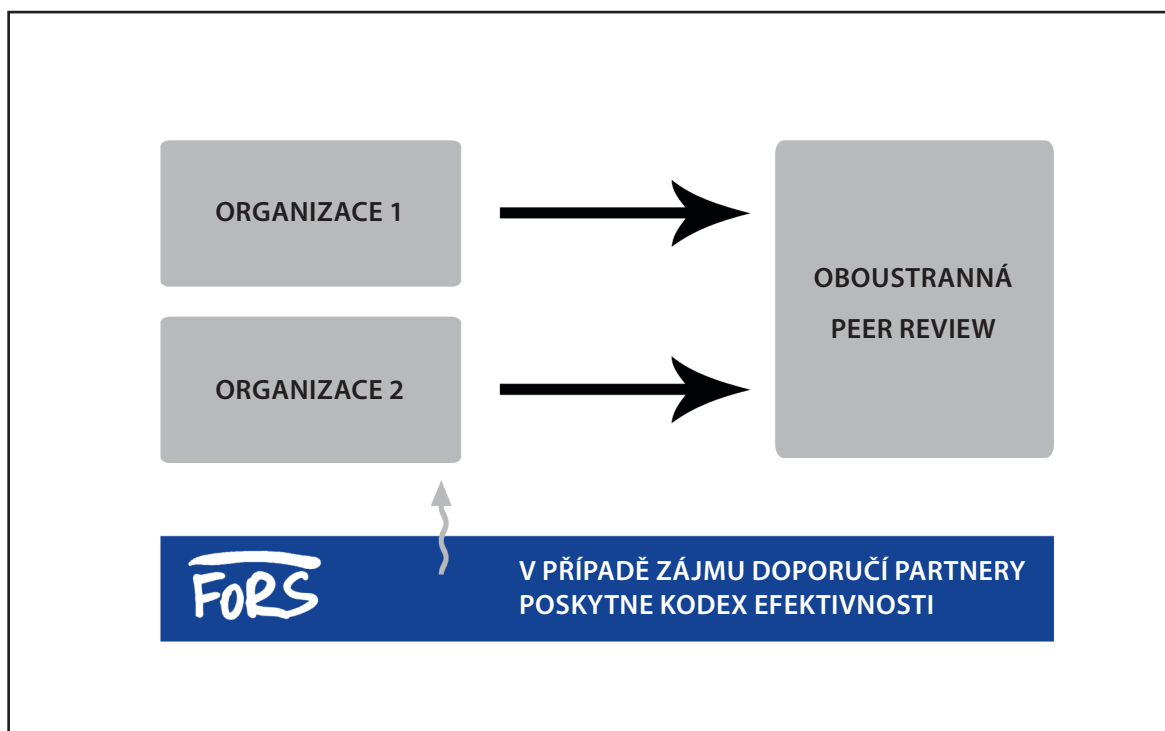 ORGANIZACE 1
ORGANIZACE 2
OBOUSTRANNÁ
PEER REVIEW
FoRS
V PŘÍPADĚ ZÁJMU DOPORUČÍ PARTNERY
POSKYTNE KODEX EFEKTIVNOSTI